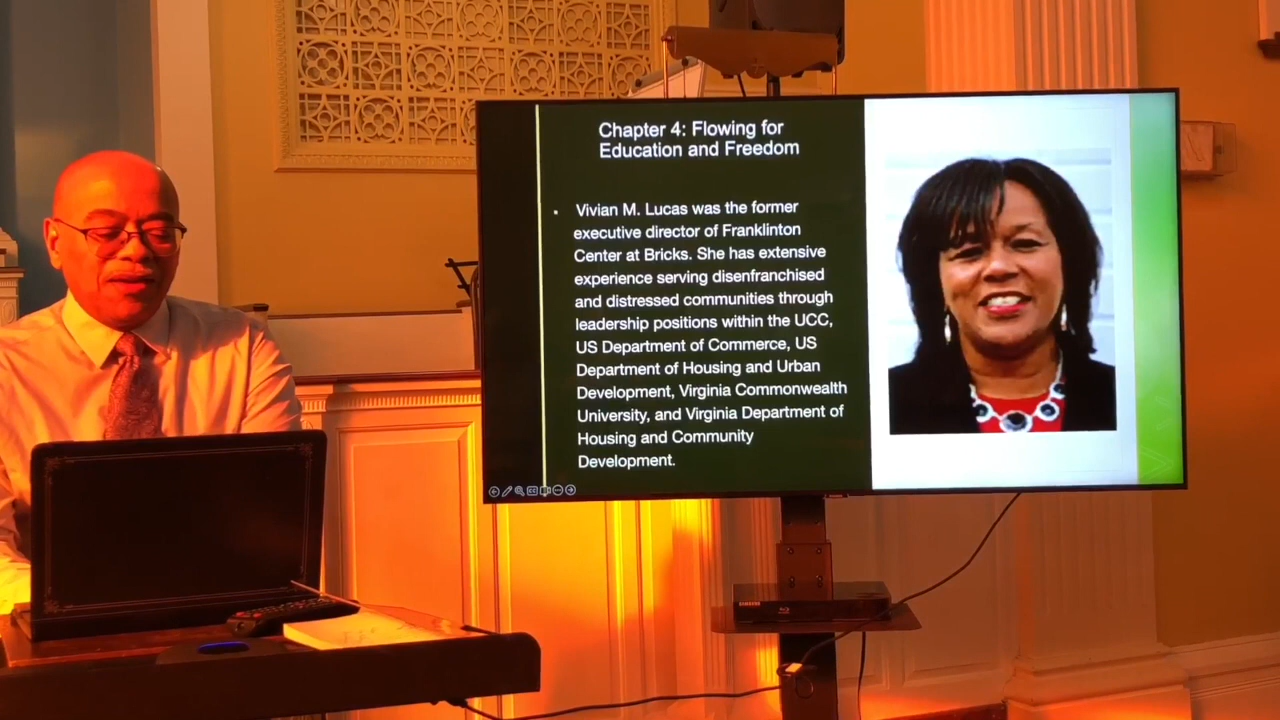 Chapter 4: Flowing for
Education and Freedom
Vivian M. Lucas was the former
executive director of Franklinton
Center at Bricks. She has extensive
experience serving disenfranchised
and distressed communities through
leadership positions within the UCC,
US Department of Commerce, US
Department of Housing and Urban
Development, Virginia Commonwealth
University, and Virginia Department of
Housing and Community
Development.
SAMSUNG